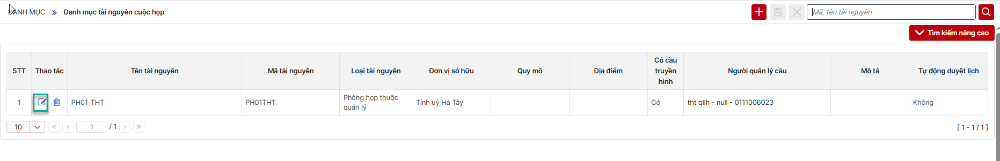 DANH MỤC » Danh mục tài nguyên cuộc họp
Mã, tên tài nguyên
Tìm kiếm nâng cao
STT Thao tác Tên tài nguyên Mã tài nguyên Loại tài nguyên Đơn vị sở hữu Quy mô Địa điểm Có cầu truyền hình Người quản lý cầu Mô tả Tự động duyệt lịch
1 PH01_THT PH01THT Phòng họp thuộc quản lý Tỉnh uỷ Hà Tây Có tht qllh - null - 0111006023 Không
10 « ‹ 1 / 1 › » [ 1 - 1 / 1 ]